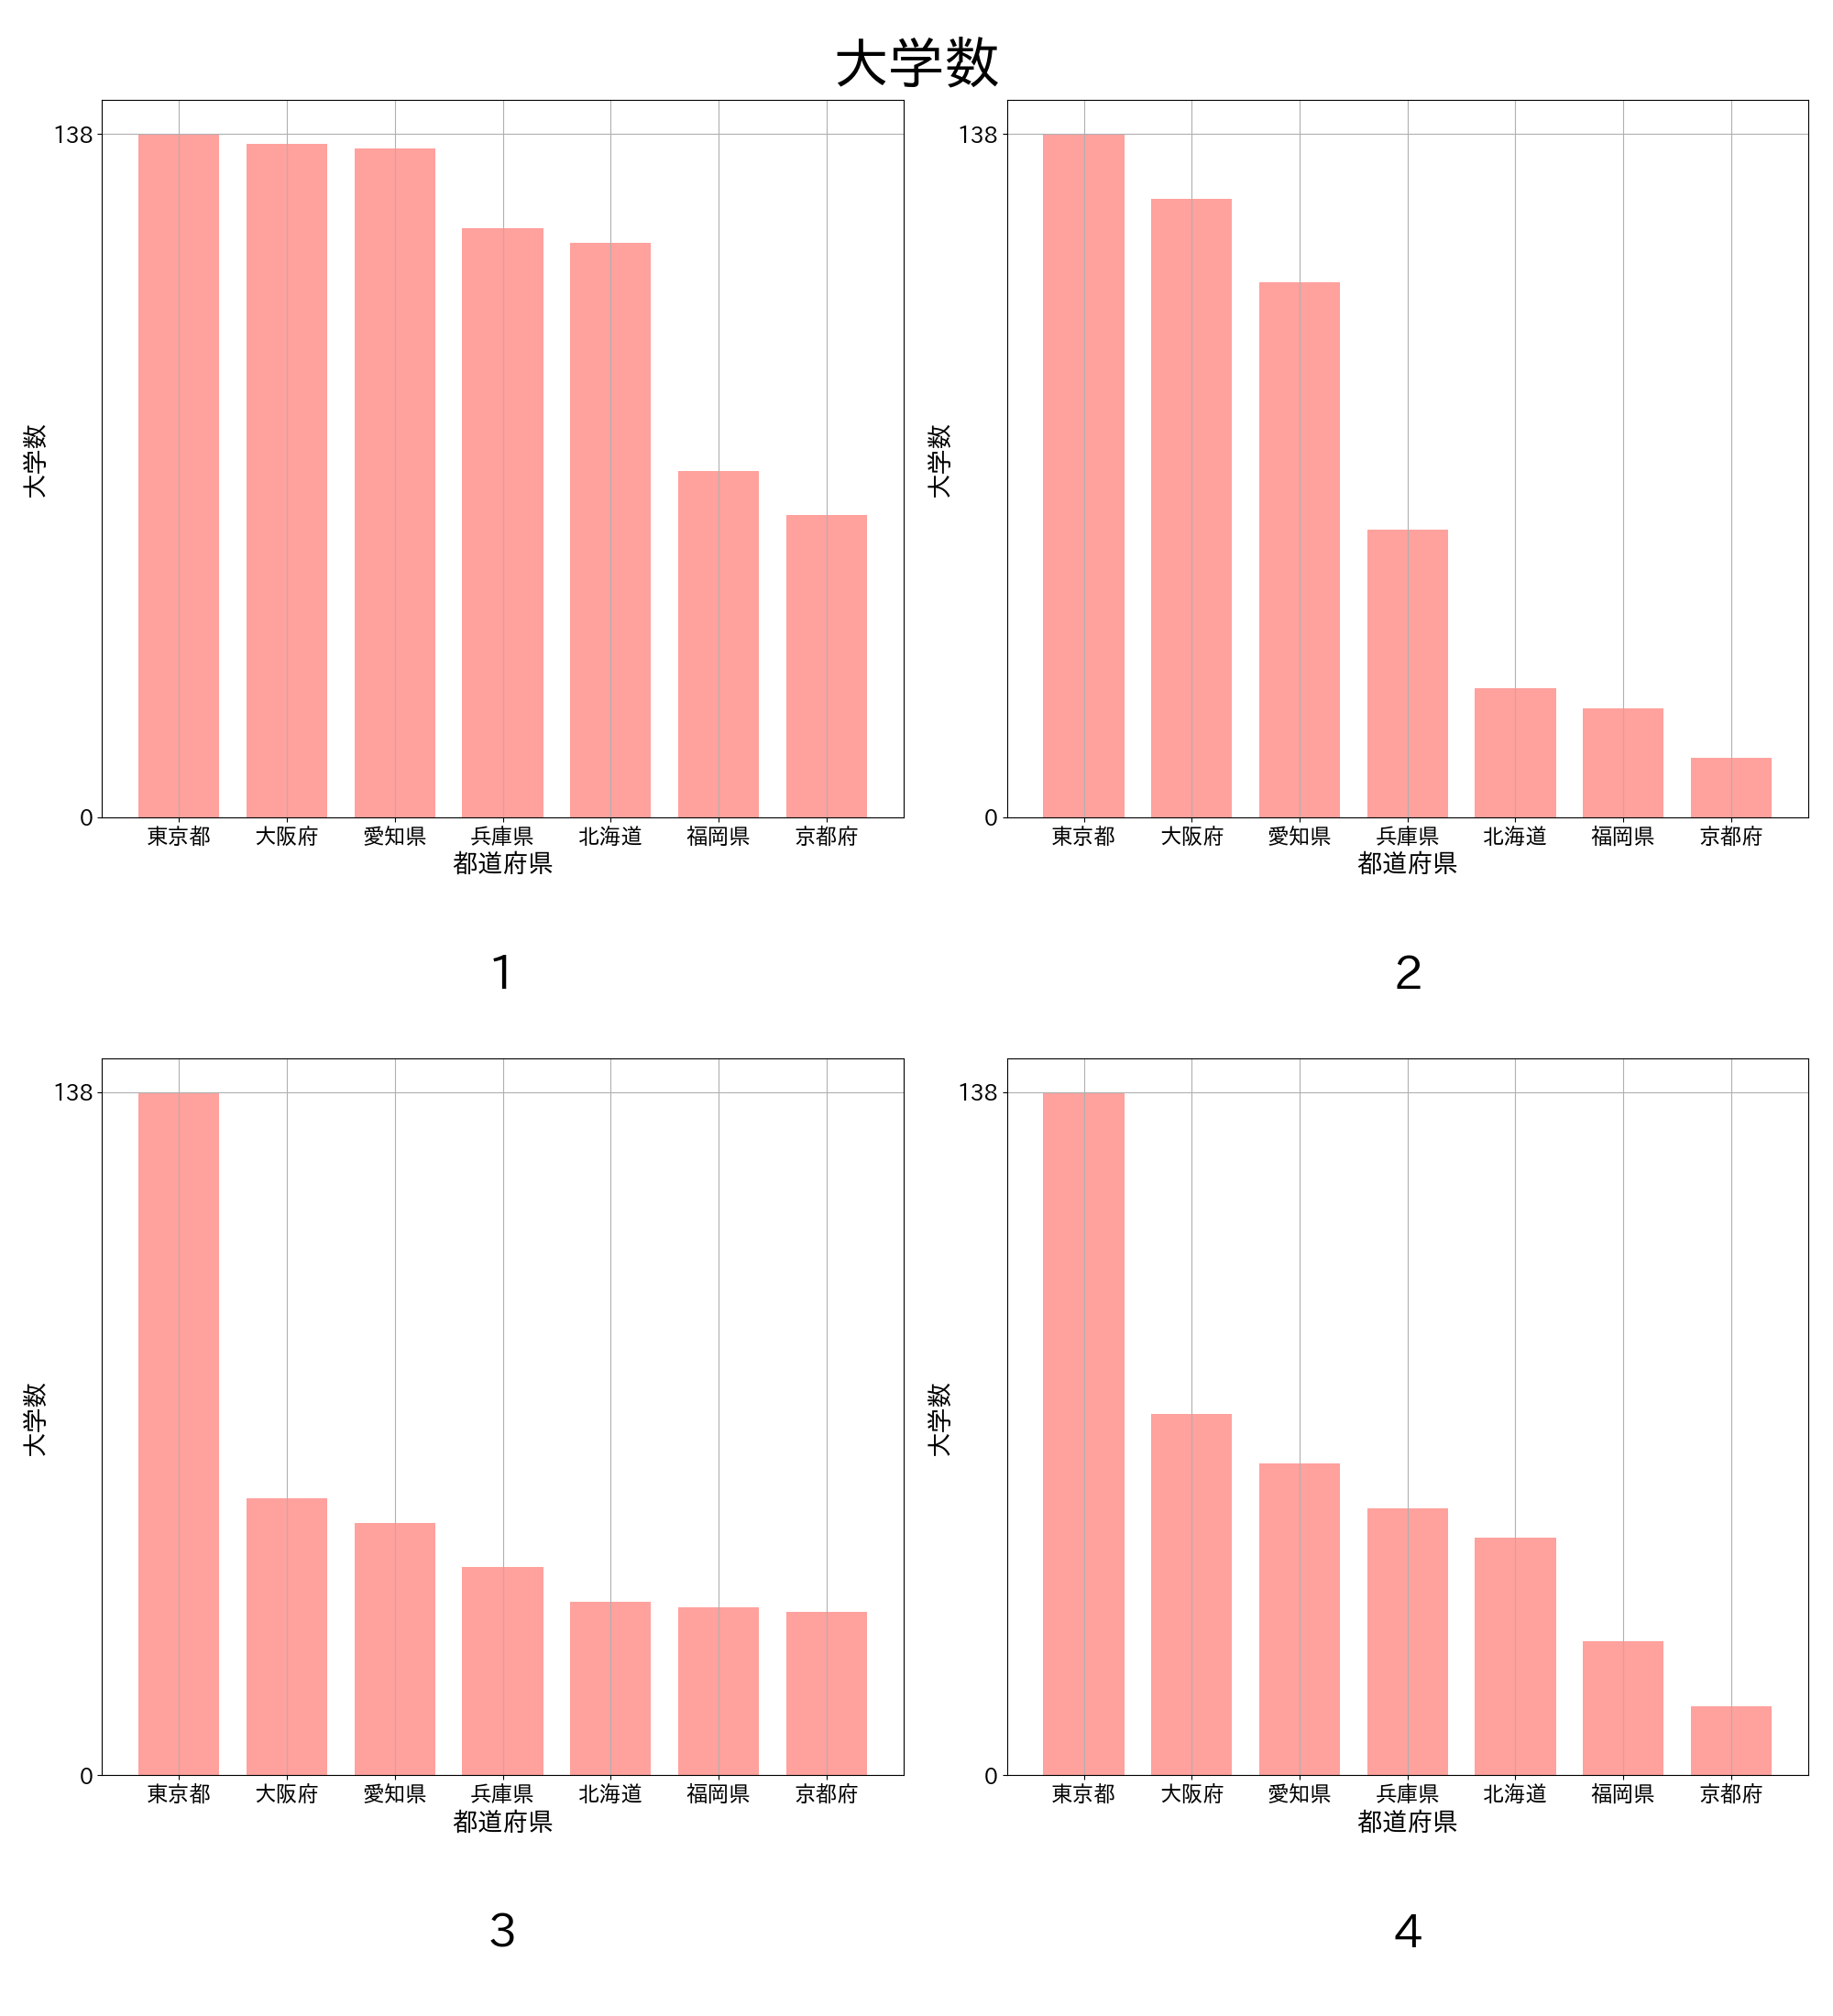 大学数
138
0
大学数
東京都 大阪府 愛知県 兵庫県 北海道 福岡県 京都府
都道府県
1
138
0
大学数
東京都 大阪府 愛知県 兵庫県 北海道 福岡県 京都府
都道府県
2
138
0
大学数
東京都 大阪府 愛知県 兵庫県 北海道 福岡県 京都府
都道府県
3
138
0
大学数
東京都 大阪府 愛知県 兵庫県 北海道 福岡県 京都府
都道府県
4